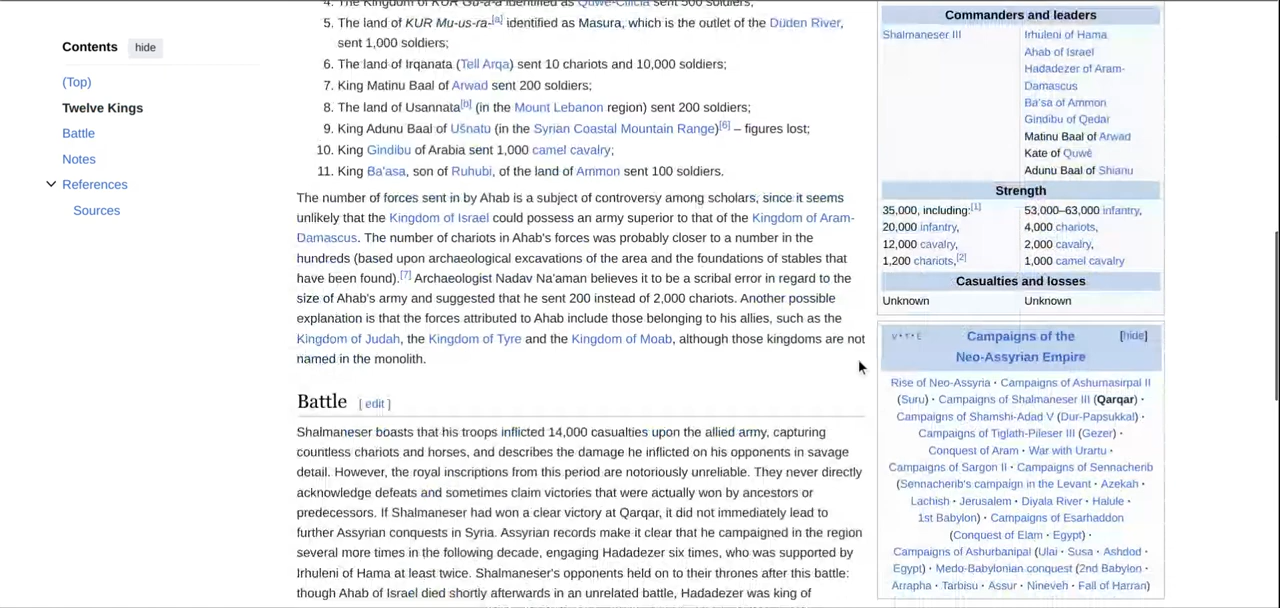 Contents hide
(Top)
Twelve Kings
Battle
Notes
References
Sources
5. The land of KUR Mu-us-ra-[a] identified as Masura, which is the outlet of the Düden River,
sent 1,000 soldiers;
6. The land of Irqanata (Tell Arqa) sent 10 chariots and 10,000 soldiers;
7. King Matinu Baal of Arwad sent 200 soldiers;
8. The land of Usannata[b] (in the Mount Lebanon region) sent 200 soldiers;
9. King Adunu Baal of Ušnatu (in the Syrian Coastal Mountain Range)[6] – figures lost;
10. King Gindibu of Arabia sent 1,000 camel cavalry;
11. King Ba'asa, son of Ruhubi, of the land of Ammon sent 100 soldiers.
The number of forces sent in by Ahab is a subject of controversy among scholars, since it seems
unlikely that the Kingdom of Israel could possess an army superior to that of the Kingdom of Aram-
Damascus. The number of chariots in Ahab's forces was probably closer to a number in the
hundreds (based upon archaeological excavations of the area and the foundations of stables that
have been found).[7] Archaeologist Nadav Na'aman believes it to be a scribal error in regard to the
size of Ahab's army and suggested that he sent 200 instead of 2,000 chariots. Another possible
explanation is that the forces attributed to Ahab include those belonging to his allies, such as the
Kingdom of Judah, the Kingdom of Tyre and the Kingdom of Moab, although those kingdoms are not
named in the monolith.
Battle [ edit ]
Shalmaneser boasts that his troops inflicted 14,000 casualties upon the allied army, capturing
countless chariots and horses, and describes the damage he inflicted on his opponents in savage
detail. However, the royal inscriptions from this period are notoriously unreliable. They never directly
acknowledge defeats and sometimes claim victories that were actually won by ancestors or
predecessors. If Shalmaneser had won a clear victory at Qarqar, it did not immediately lead to
further Assyrian conquests in Syria. Assyrian records make it clear that he campaigned in the region
several more times in the following decade, engaging Hadadezer six times, who was supported by
Irhuleni of Hama at least twice. Shalmaneser's opponents held on to their thrones after this battle:
though Ahab of Israel died shortly afterwards in an unrelated battle, Hadadezer was king of
Commanders and leaders
Shalmaneser III
Irhuleni of Hama
Ahab of Israel
Hadadezer of Aram-
Damascus
Ba'sa of Ammon
Gindibu of Qedar
Matinu Baal of Arwad
Kate of Quwê
Adunu Baal of Shianu
Strength
35,000, including:[1]
20,000 infantry,
12,000 cavalry,
1,200 chariots,[2]
53,000–63,000 infantry,
4,000 chariots,
2,000 cavalry,
1,000 camel cavalry
Casualties and losses
Unknown Unknown
V • T • E Campaigns of the [hide]
Neo-Assyrian Empire
Rise of Neo-Assyria · Campaigns of Ashurnasirpal II
(Suru) · Campaigns of Shalmaneser III (Qarqar) ·
Campaigns of Shamshi-Adad V (Dur-Papsukkal) ·
Campaigns of Tiglath-Pileser III (Gezer) ·
Conquest of Aram · War with Urartu ·
Campaigns of Sargon II · Campaigns of Sennacherib
(Sennacherib's campaign in the Levant · Azekah ·
Lachish · Jerusalem · Diyala River · Halule ·
1st Babylon) · Campaigns of Esarhaddon
(Conquest of Elam · Egypt) ·
Campaigns of Ashurbanipal (Ulai · Susa · Ashdod ·
Egypt) · Medo-Babylonian conquest (2nd Babylon ·
Arrapha · Tarbisu · Assur · Nineveh · Fall of Harran)